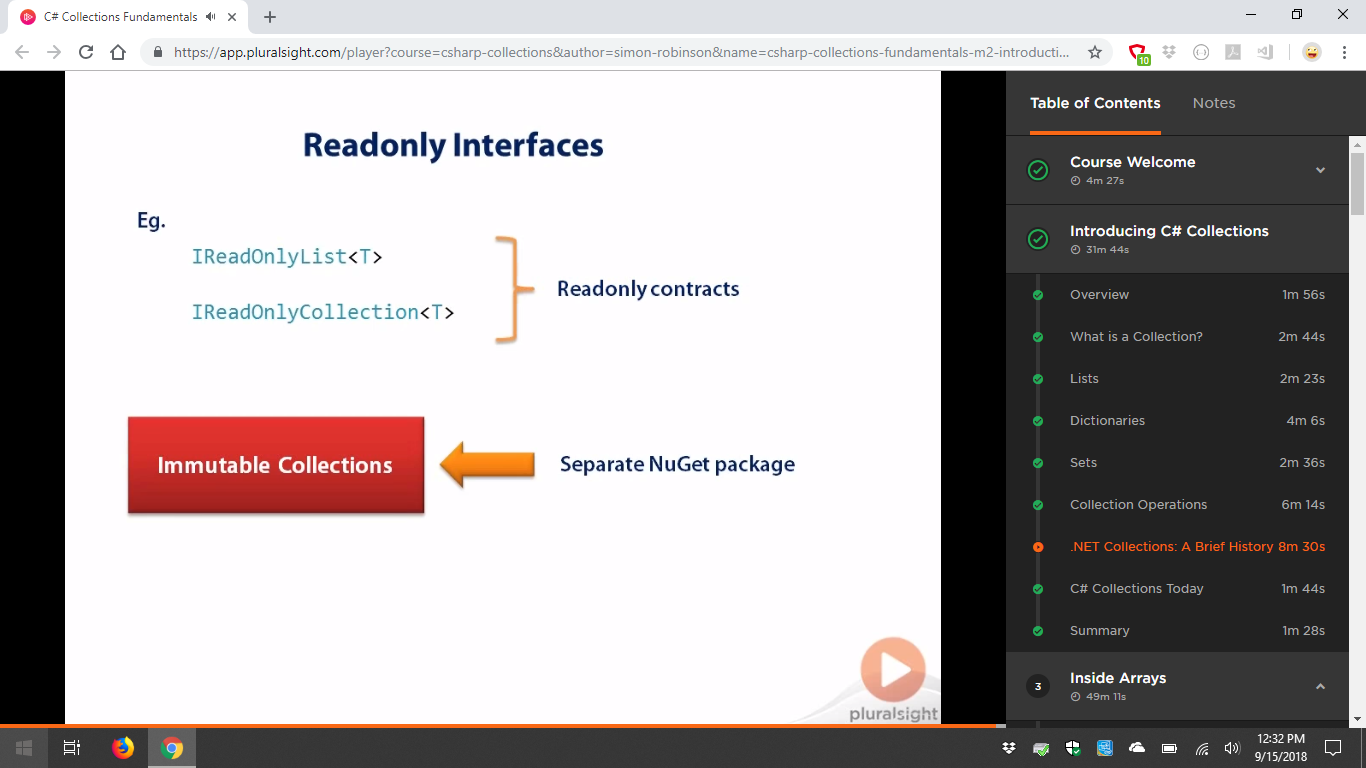 C# Collections Fundamentals
https://app.pluralsight.com/player?course=csharp-collections&author=simon-robinson&name=csharp-collections-fundamentals-m2-introducti...
10
Readonly Interfaces
Eg.
IReadOnlyList<T>
IReadOnlyCollection<T>
Readonly contracts
Immutable Collections
Separate NuGet package
pluralsight
Table of Contents
Notes
Course Welcome
4m 27s
Introducing C# Collections
31m 44s
Overview 1m 56s
What is a Collection? 2m 44s
Lists 2m 23s
Dictionaries 4m 6s
Sets 2m 36s
Collection Operations 6m 14s
.NET Collections: A Brief History 8m 30s
C# Collections Today 1m 44s
Summary 1m 28s
3
Inside Arrays
49m 11s
12:32 PM
9/15/2018